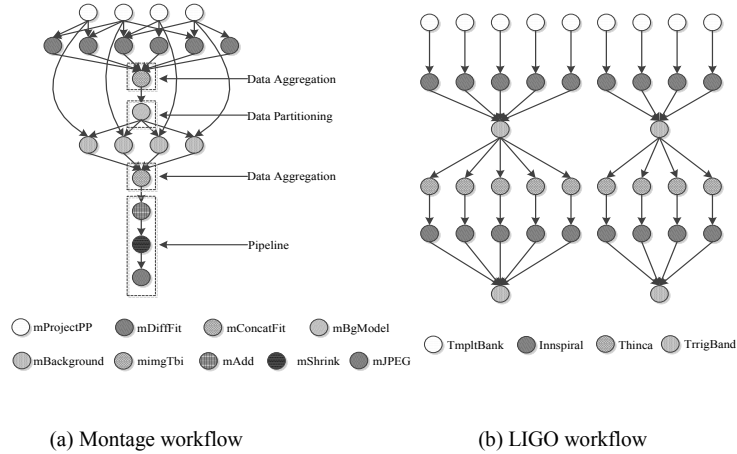 Data Aggregation
Data Partitioning
Data Aggregation
Pipeline
mProjectPP mDiffFit mConcatFit mBgModel
mBackground mimgTbi mAdd mShrink mJPEG
TmpltBank Innspiral Thinca TrrigBand
(a) Montage workflow
(b) LIGO workflow